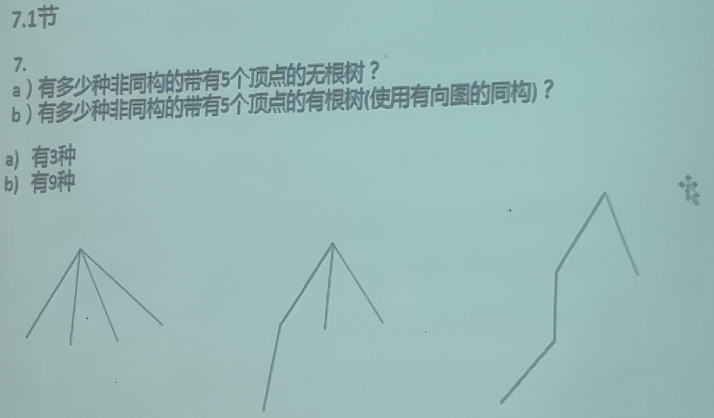 7.1节
7.
a）有多少种非同构的带有5个顶点的无根树？
b）有多少种非同构的带有5个顶点的有根树(使用有向图的同构)？
a) 有3种
b) 有9种